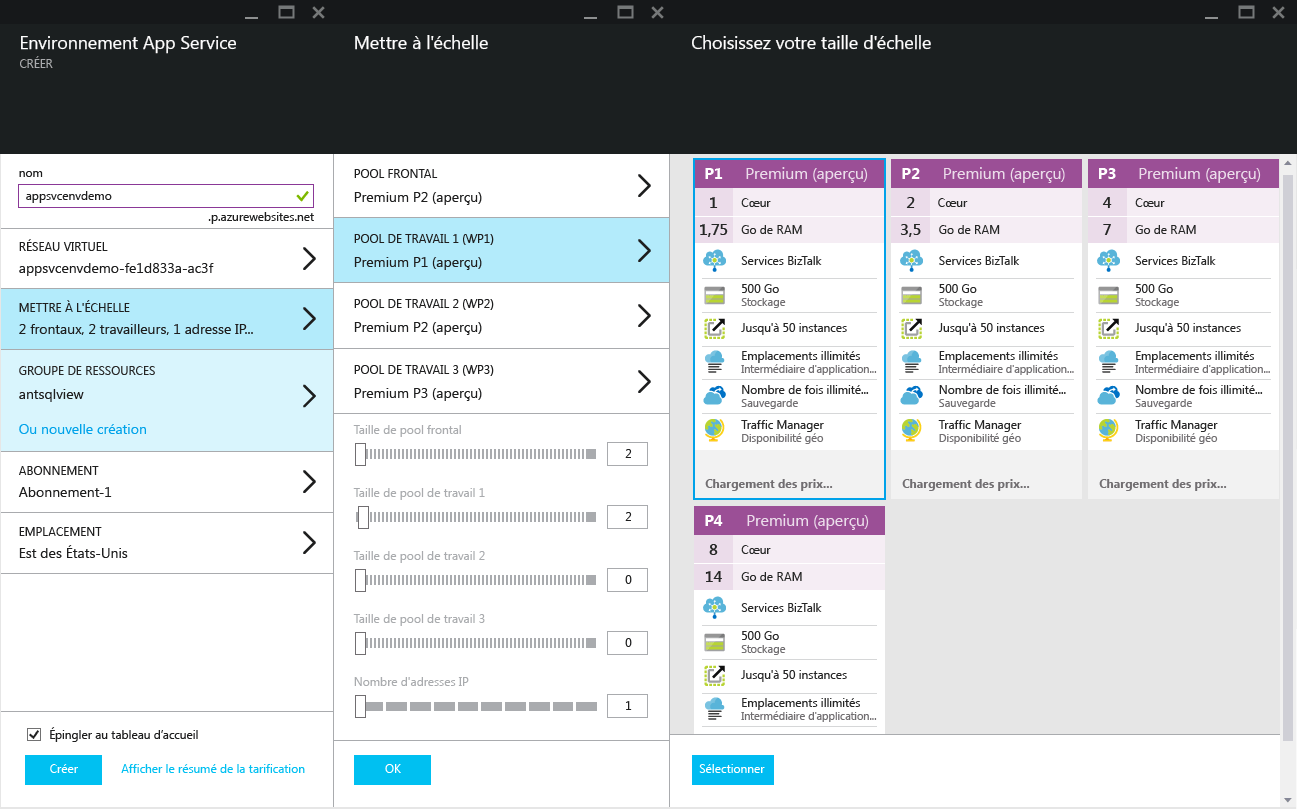 Environnement App Service
CRÉER
nom
appsvcenvdemo
.p.azurewebsites.net
RÉSEAU VIRTUEL
appsvcenvdemo-fe1d833a-ac3f
METTRE À L'ÉCHELLE
2 frontaux, 2 travailleurs, 1 adresse IP...
GROUPE DE RESSOURCES
antsqlview
Ou nouvelle création
ABONNEMENT
Abonnement-1
EMPLACEMENT
Est des États-Unis
Épingler au tableau d'accueil
Créer
Afficher le résumé de la tarification
Mettre à l'échelle
POOL FRONTAL
Premium P2 (aperçu)
POOL DE TRAVAIL 1 (WP1)
Premium P1 (aperçu)
POOL DE TRAVAIL 2 (WP2)
Premium P2 (aperçu)
POOL DE TRAVAIL 3 (WP3)
Premium P3 (aperçu)
Taille de pool frontal
2
Taille de pool de travail 1
2
Taille de pool de travail 2
0
Taille de pool de travail 3
0
Nombre d'adresses IP
1
OK
Choisissez votre taille d'échelle
P1 Premium (aperçu)
1 Cœur
1,75 Go de RAM
Services BizTalk
500 Go
Stockage
Jusqu'à 50 instances
Emplacements illimités
Intermédiaire d'application...
Nombre de fois illimité...
Sauvegarde
Traffic Manager
Disponibilité géo
Chargement des prix...
P2 Premium (aperçu)
2 Cœur
3,5 Go de RAM
Services BizTalk
500 Go
Stockage
Jusqu'à 50 instances
Emplacements illimités
Intermédiaire d'application...
Nombre de fois illimité...
Sauvegarde
Traffic Manager
Disponibilité géo
Chargement des prix...
P3 Premium (aperçu)
4 Cœur
7 Go de RAM
Services BizTalk
500 Go
Stockage
Jusqu'à 50 instances
Emplacements illimités
Intermédiaire d'application...
Nombre de fois illimité...
Sauvegarde
Traffic Manager
Disponibilité géo
Chargement des prix...
P4 Premium (aperçu)
8 Cœur
14 Go de RAM
Services BizTalk
500 Go
Stockage
Jusqu'à 50 instances
Emplacements illimités
Intermédiaire d'application...
Sélectionner